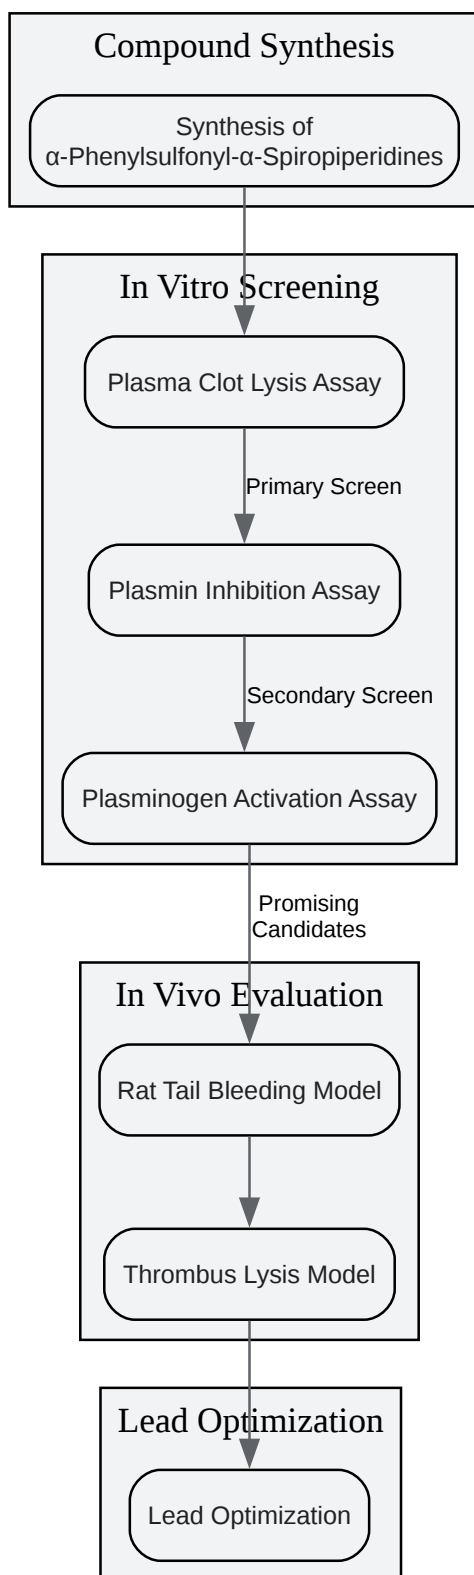 Compound Synthesis
Synthesis of
α-Phenylsulfonyl-α-Spiropiperidines
In Vitro Screening
Plasma Clot Lysis Assay
Primary Screen
Plasmin Inhibition Assay
Secondary Screen
Plasminogen Activation Assay
Promising
Candidates
In Vivo Evaluation
Rat Tail Bleeding Model
Thrombus Lysis Model
Lead Optimization
Lead Optimization